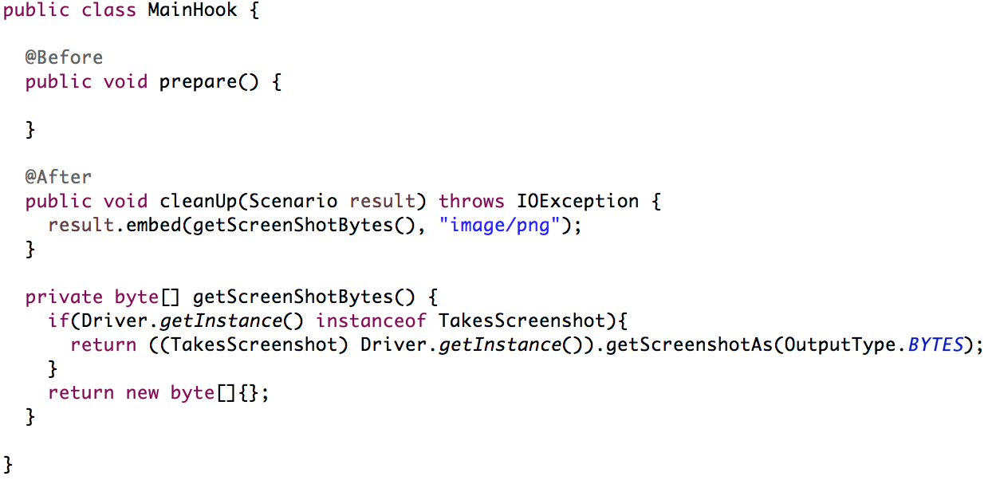 public class MainHook {
@Before
public void prepare() {
}
@After
public void cleanUp(Scenario result) throws IOException {
result.embed(getScreenShotBytes(), "image/png");
}
private byte[] getScreenShotBytes() {
if(Driver.getInstance() instanceof TakesScreenshot){
return ((TakesScreenshot) Driver.getInstance()).getScreenshotAs(OutputType.BYTES);
}
return new byte[]{};
}
}